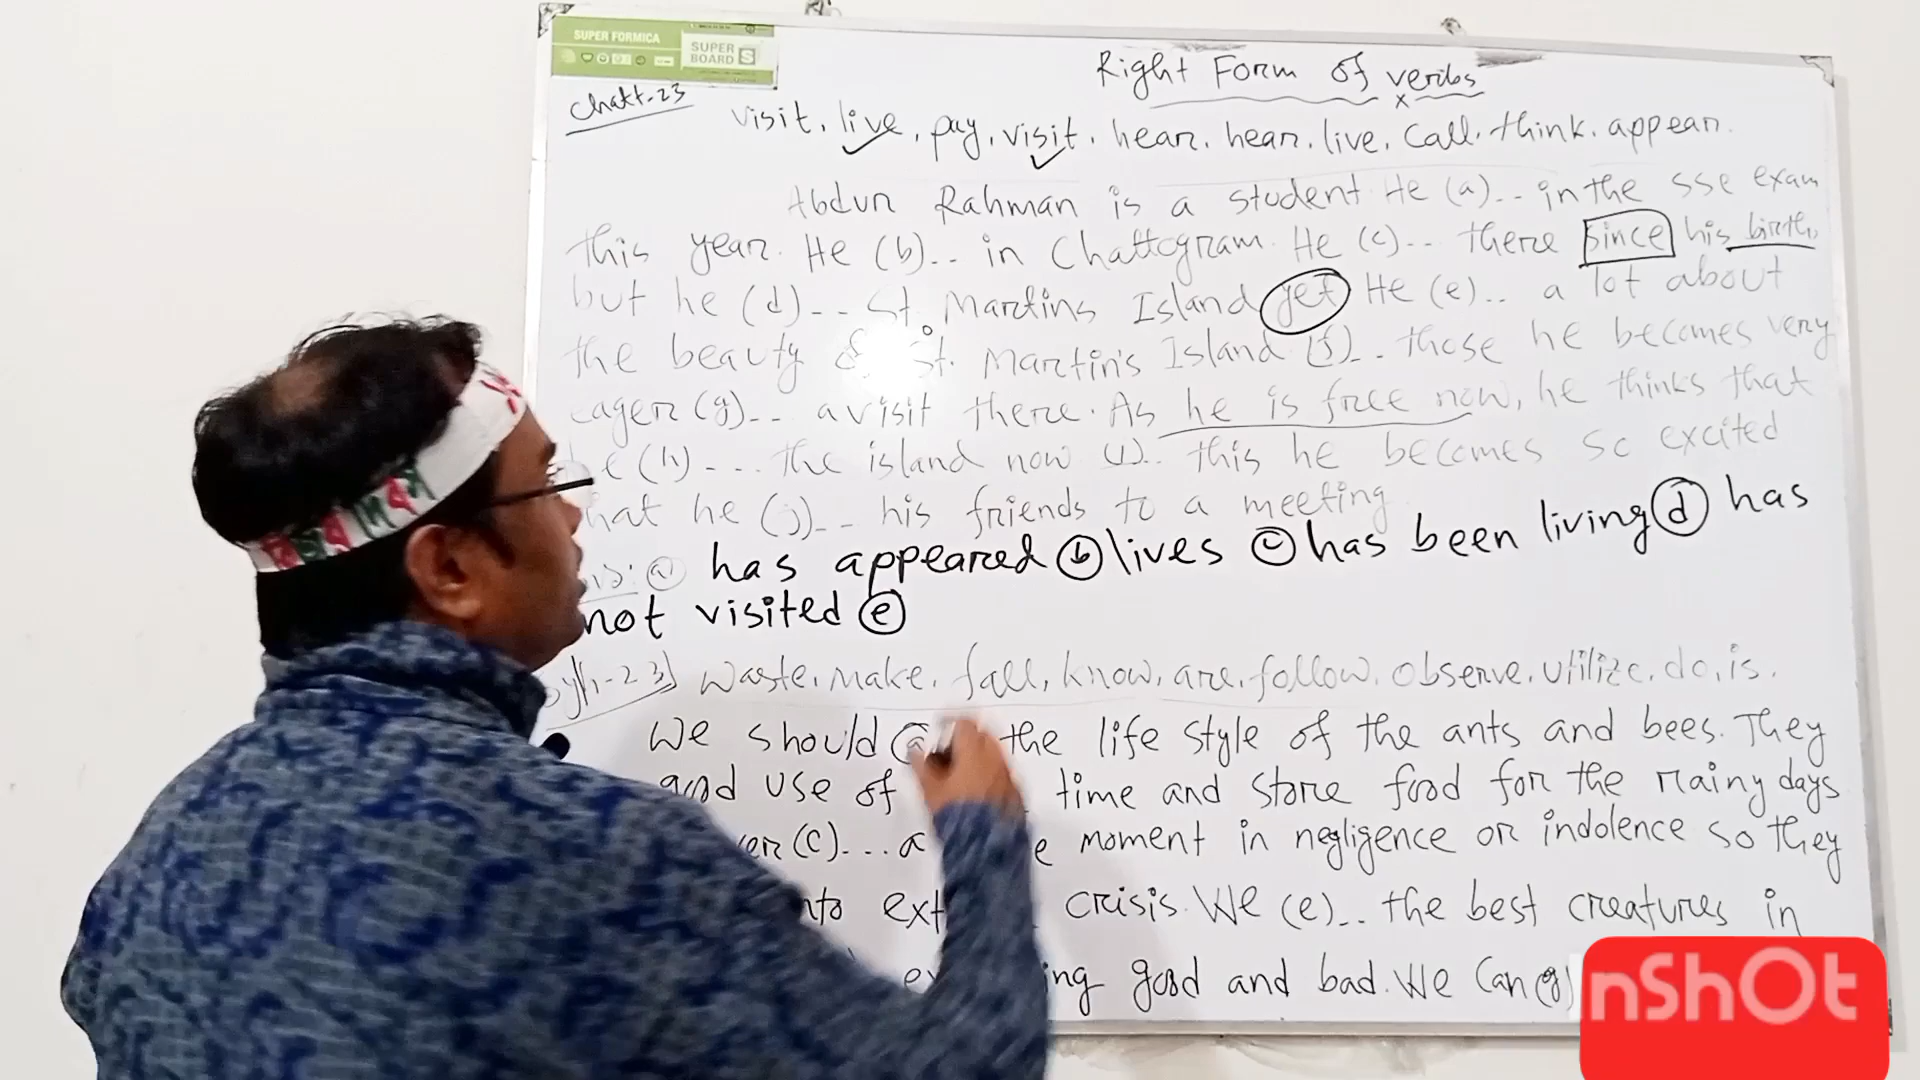 SUPER FORMICA
SUPER BOARD S
Right Form of verbs
Chatt-23
visit, live, pay, visit, hear, hear, live, call, think, appear.
Abdur Rahman is a student. He (a)... in the SSC exam
this year. He (b)... in Chattogram. He (c)... there since his birth
but he (d)... St. Martins Island yet. He (e)... a lot about
the beauty of St. Martin's Island (f)... those he becomes very
eager (g)... a visit there. As he is free now, he thinks that
(h)... the island now (i)... this he becomes so excited
that he (j)... his friends to a meeting
ⓐ has appeared ⓑ lives ⓒ has been living ⓓ has
not visited ⓔ
-23 waste, make, fall, know, are, follow, observe, utilize, do, is.
We should ⓐ the life style of the ants and bees. They
good use of time and store food for the rainy days
(c)... a moment in negligence or indolence so they
crisis. We (e)... the best creatures in
good and bad. We can (g)
InShOt